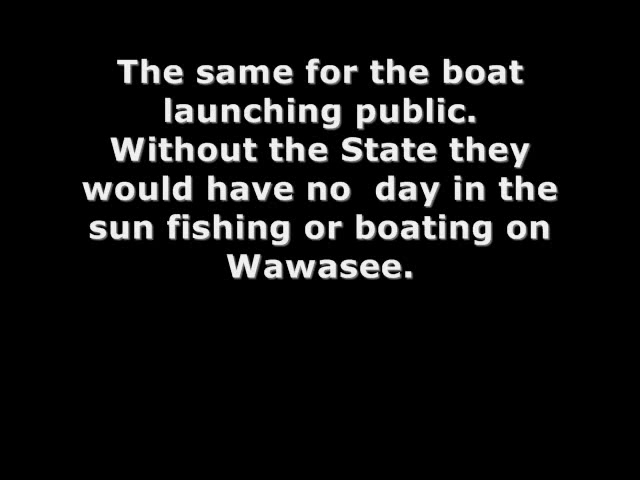 The same for the boat
launching public.
Without the State they
would have no  day in the
sun fishing or boating on
Wawasee.